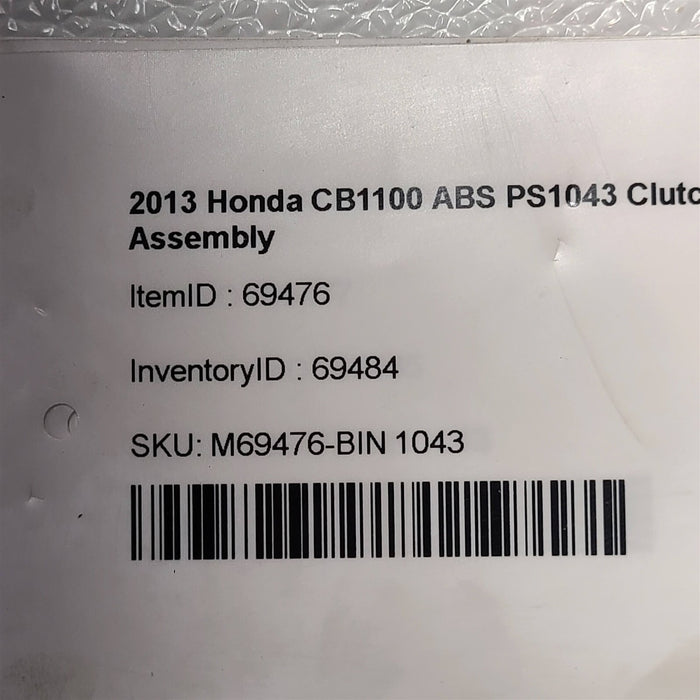 2013 Honda CB1100 ABS PS1043 Clutc
Assembly
ItemID : 69476
InventoryID : 69484
SKU: M69476-BIN 1043